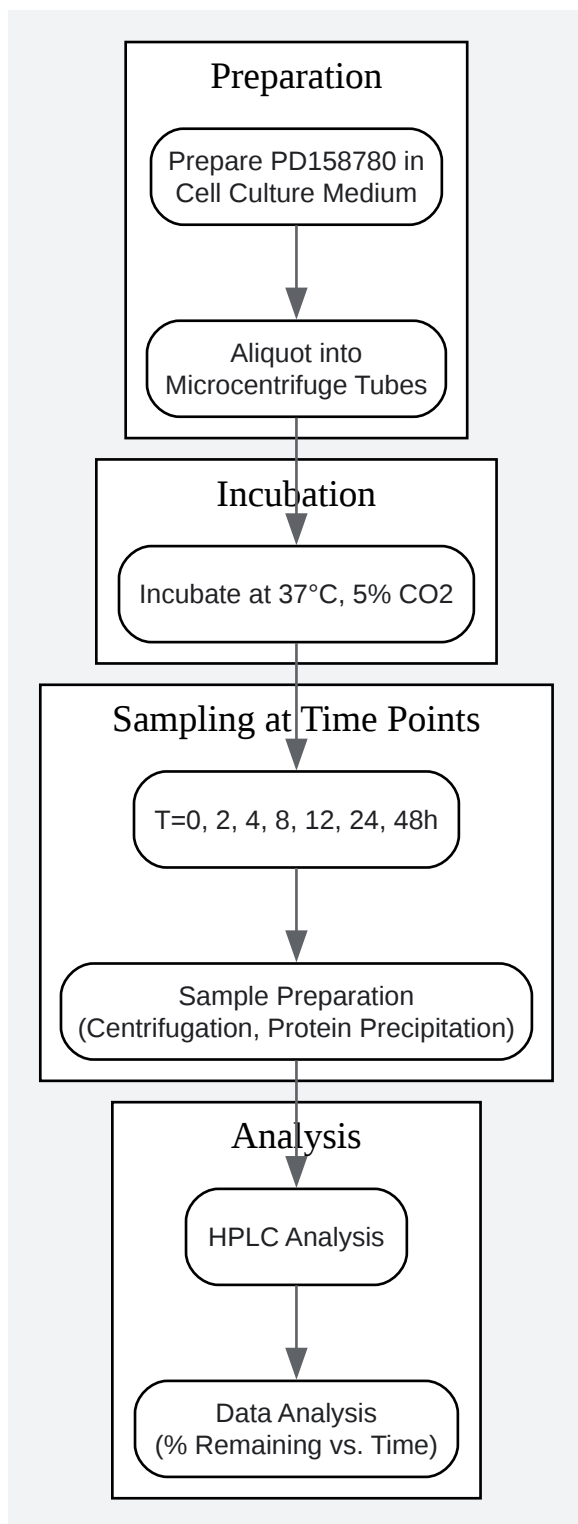 Preparation
Prepare PD158780 in
Cell Culture Medium
Aliquot into
Microcentrifuge Tubes
Incubation
Incubate at 37°C, 5% CO2
Sampling at Time Points
T=0, 2, 4, 8, 12, 24, 48h
Sample Preparation
(Centrifugation, Protein Precipitation)
Analysis
HPLC Analysis
Data Analysis
(% Remaining vs. Time)